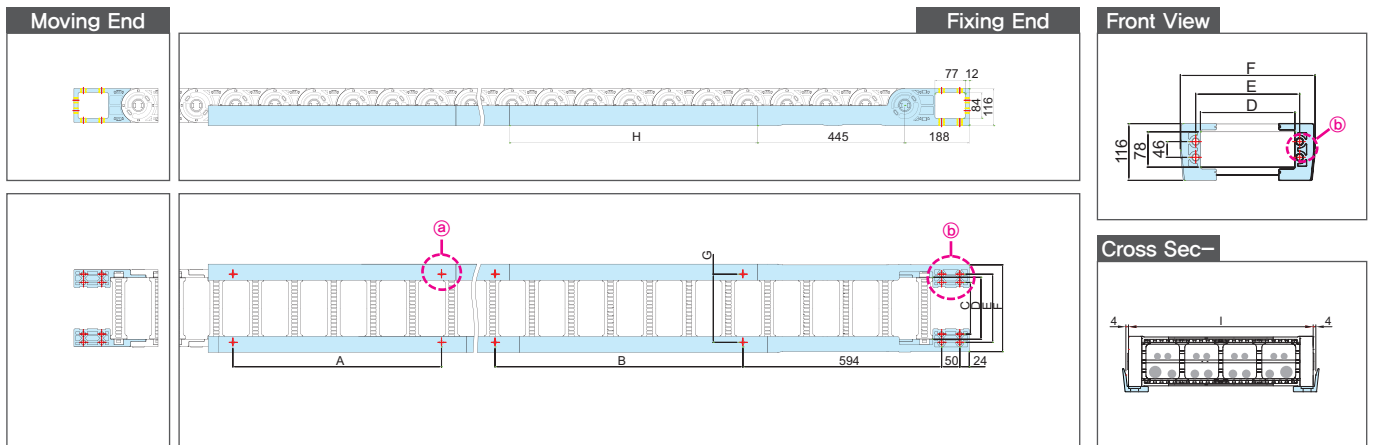 Moving End
Fixing End
Front View
77 12
84
116
H
445
188
F
E
D
ⓑ
116
78
46
ⓐ
ⓑ
G
C
D
E
F
A
B
594
50
24
Cross Sec–
4
I
4